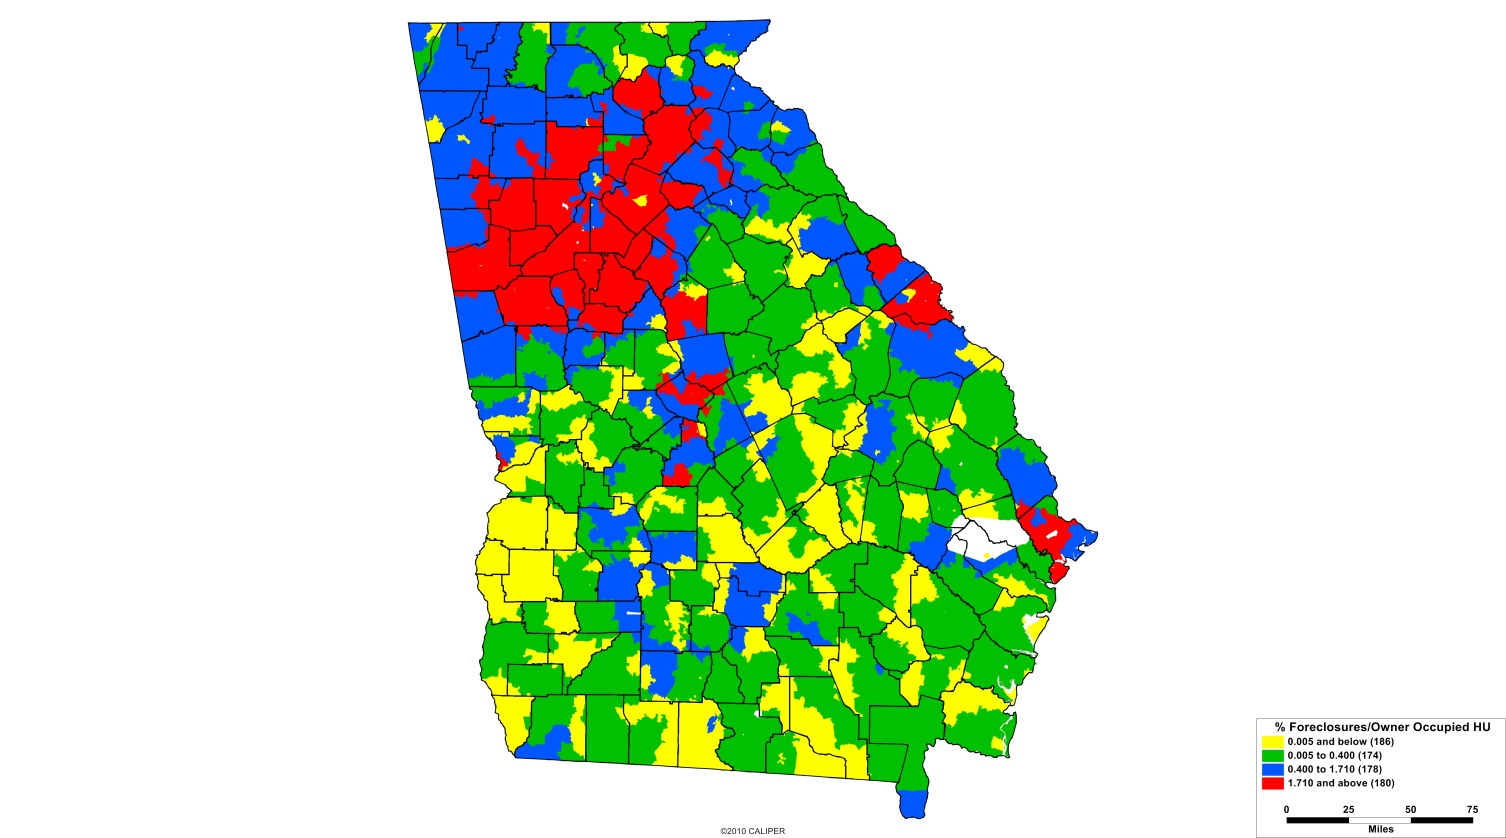 % Foreclosures/Owner Occupied HU
0.005 and below (186)
0.005 to 0.400 (174)
0.400 to 1.710 (178)
1.710 and above (180)
0 25 50 75
Miles
©2010 CALIPER